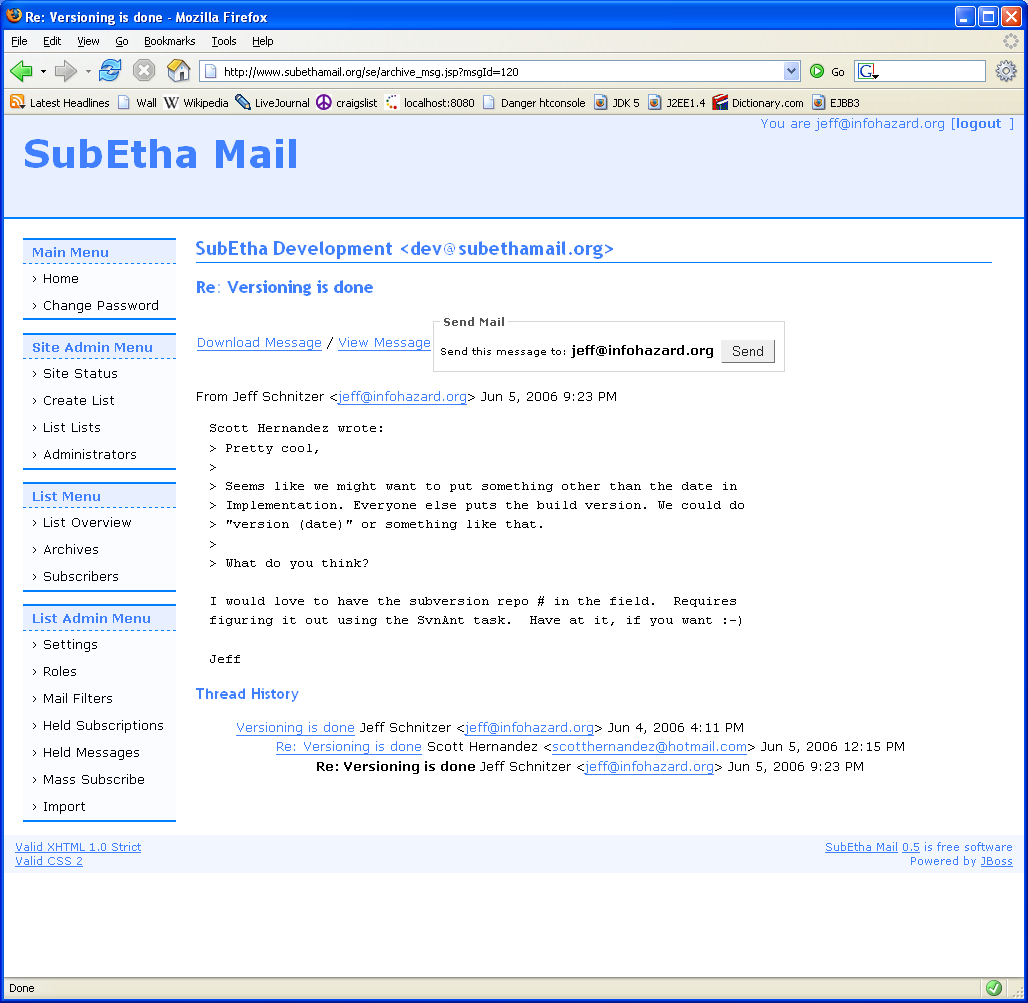 Re: Versioning is done - Mozilla Firefox
File Edit View Go Bookmarks Tools Help
http://www.subethamail.org/se/archive_msg.jsp?msgId=120 Go G
Latest Headlines Wall W Wikipedia LiveJournal craigslist localhost:8080 Danger htconsole JDK 5 J2EE1.4 Dictionary.com EJBB3
You are jeff@infohazard.org [logout ]
SubEtha Mail
Main Menu
› Home
› Change Password
Site Admin Menu
› Site Status
› Create List
› List Lists
› Administrators
List Menu
› List Overview
› Archives
› Subscribers
List Admin Menu
› Settings
› Roles
› Mail Filters
› Held Subscriptions
› Held Messages
› Mass Subscribe
› Import
SubEtha Development <dev@subethamail.org>
Re: Versioning is done
Send Mail
Download Message / View Message Send this message to: jeff@infohazard.org Send
From Jeff Schnitzer <jeff@infohazard.org> Jun 5, 2006 9:23 PM
Scott Hernandez wrote:
> Pretty cool,
>
> Seems like we might want to put something other than the date in
> Implementation. Everyone else puts the build version. We could do
> "version (date)" or something like that.
>
> What do you think?
I would love to have the subversion repo # in the field.  Requires
figuring it out using the SvnAnt task.  Have at it, if you want :-)
Jeff
Thread History
Versioning is done Jeff Schnitzer <jeff@infohazard.org> Jun 4, 2006 4:11 PM
Re: Versioning is done Scott Hernandez <scotthernandez@hotmail.com> Jun 5, 2006 12:15 PM
Re: Versioning is done Jeff Schnitzer <jeff@infohazard.org> Jun 5, 2006 9:23 PM
Valid XHTML 1.0 Strict
Valid CSS 2
SubEtha Mail 0.5 is free software
Powered by JBoss
Done